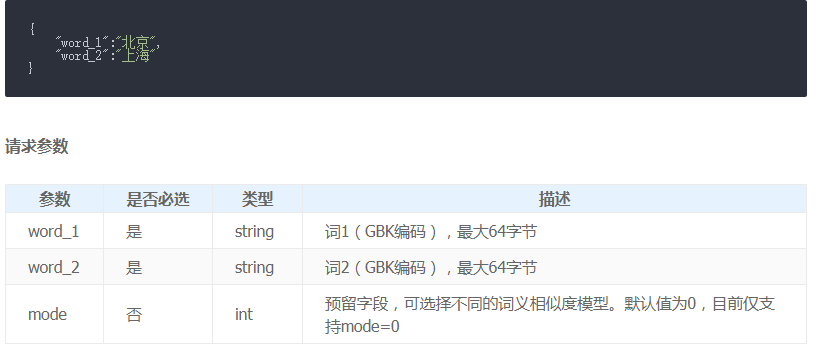 {
"word_1":"北京",
"word_2":"上海"
}
请求参数
参数 是否必选 类型 描述
word_1 是 string 词1（GBK编码），最大64字节
word_2 是 string 词2（GBK编码），最大64字节
mode 否 int 预留字段，可选择不同的词义相似度模型。默认值为0，目前仅支
持mode=0